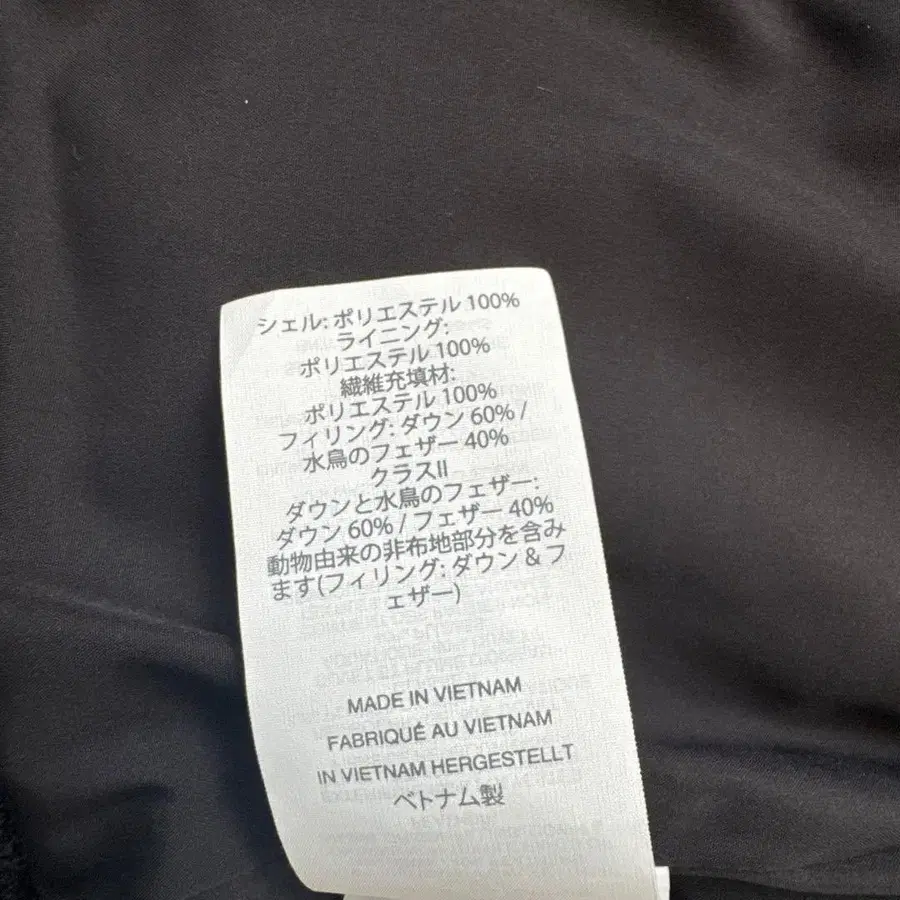 シェル: ポリエステル 100%
ライニング:
ポリエステル 100%
繊維充填材:
ポリエステル 100%
フィリング: ダウン 60% /
水鳥のフェザー 40%
クラスII
ダウンと水鳥のフェザー:
ダウン 60% / フェザー 40%
動物由来の非布地部分を含み
ます(フィリング: ダウン & フ
ェザー)
MADE IN VIETNAM
FABRIQUÉ AU VIETNAM
IN VIETNAM HERGESTELLT
ベトナム製